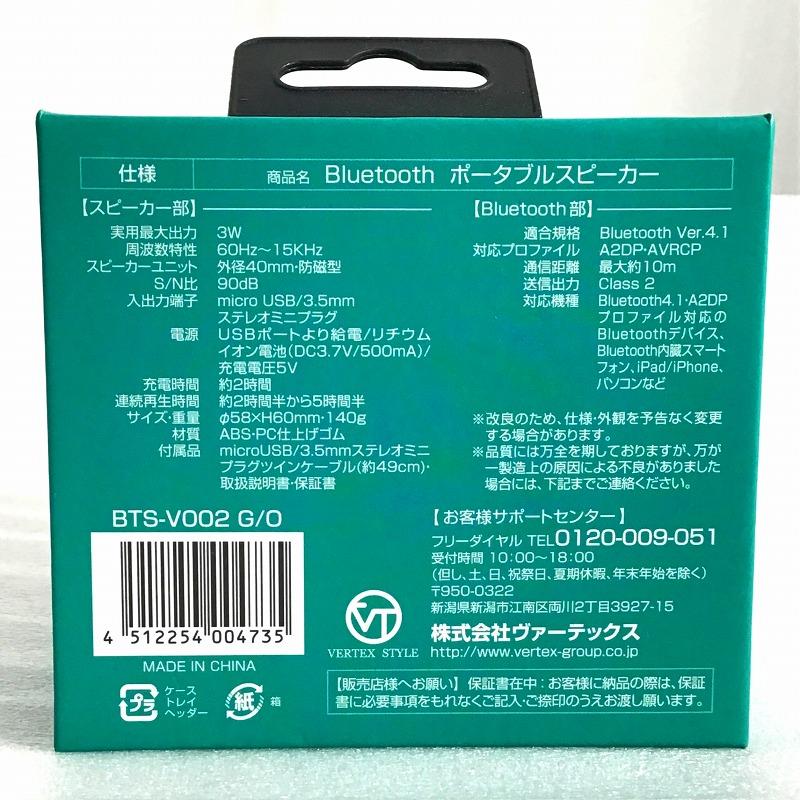 仕様 商品名 Bluetooth ポータブルスピーカー
【スピーカー部】
実用最大出力 3W
周波数特性 60Hz～15KHz
スピーカーユニット 外径40mm・防磁型
S/N比 90dB
入出力端子 micro USB/3.5mm
ステレオミニプラグ
電源 USBポートより給電/リチウム
イオン電池(DC3.7V/500mA)/
充電電圧5V
充電時間 約2時間
連続再生時間 約2時間半から5時間半
サイズ・重量 φ58×H60mm・140g
材質 ABS・PC仕上げゴム
付属品 microUSB/3.5mmステレオミニ
プラグツインケーブル(約49cm)・
取扱説明書・保証書
【Bluetooth部】
適合規格 Bluetooth Ver.4.1
対応プロファイル A2DP・AVRCP
通信距離 最大約10m
送信出力 Class 2
対応機種 Bluetooth4.1・A2DP
プロファイル対応の
Bluetoothデバイス、
Bluetooth内臓スマート
フォン、iPad/iPhone、
パソコンなど
※改良のため、仕様・外観を予告なく変更
する場合があります。
※品質には万全を期しておりますが、万が
一製造上の原因による不良がありました
場合には、下記までご連絡ください。
BTS-V002 G/O
4 512254 004735
MADE IN CHINA
プラ ケース
トレイ
ヘッダー
紙 箱
VT
VERTEX STYLE
【お客様サポートセンター】
フリーダイヤル TEL0120-009-051
受付時間 10:00～18:00
(但し、土、日、祝祭日、夏期休暇、年末年始を除く)
〒950-0322
新潟県新潟市江南区両川2丁目3927-15
株式会社ヴァーテックス
http://www.vertex-group.co.jp
【販売店様へお願い】 保証書在中：お客様に納品の際は、保証
書に必要事項をもれなくご記入・ご捺印のうえお渡し願います。